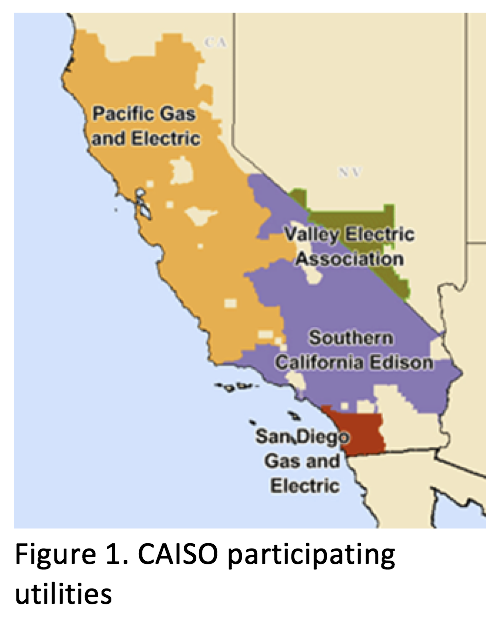 CA
Pacific Gas
and Electric
NV
Valley Electric
Association
Southern
California Edison
San Diego
Gas and
Electric
Figure 1. CAISO participating
utilities